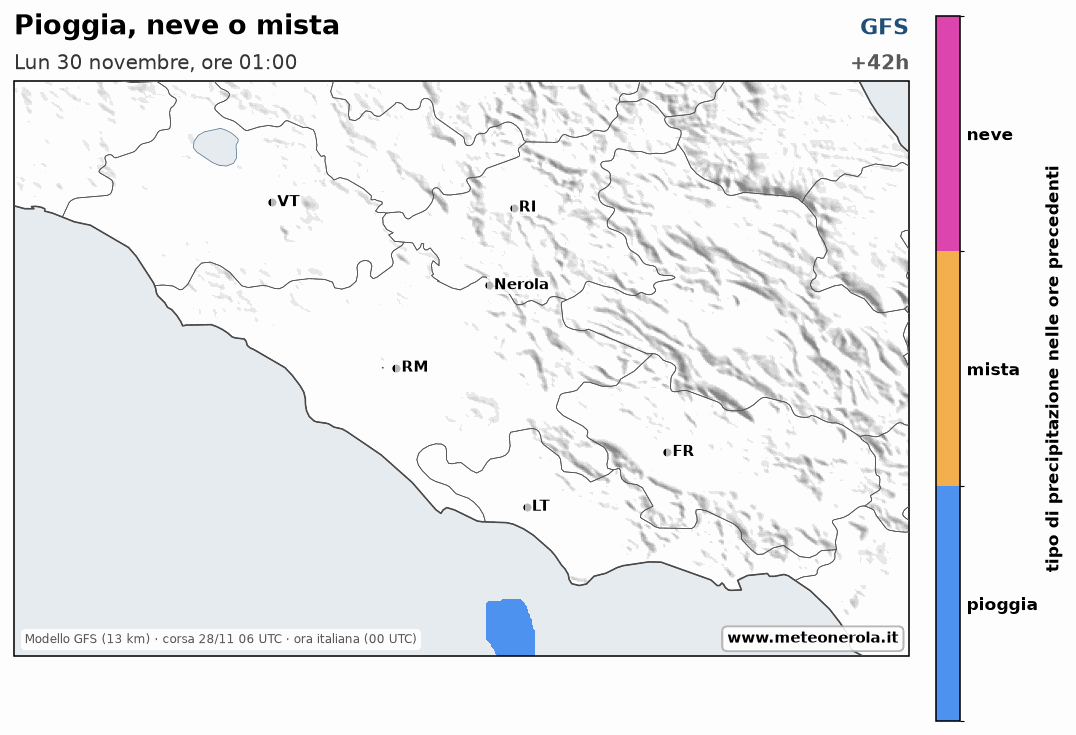 Pioggia, neve o mista
GFS
Lun 30 novembre, ore 01:00
+42h
neve
mista
pioggia
tipo di precipitazione nelle ore precedenti
VT
RI
Nerola
RM
FR
LT
Modello GFS (13 km) · corsa 28/11 06 UTC · ora italiana (00 UTC)
www.meteonerola.it